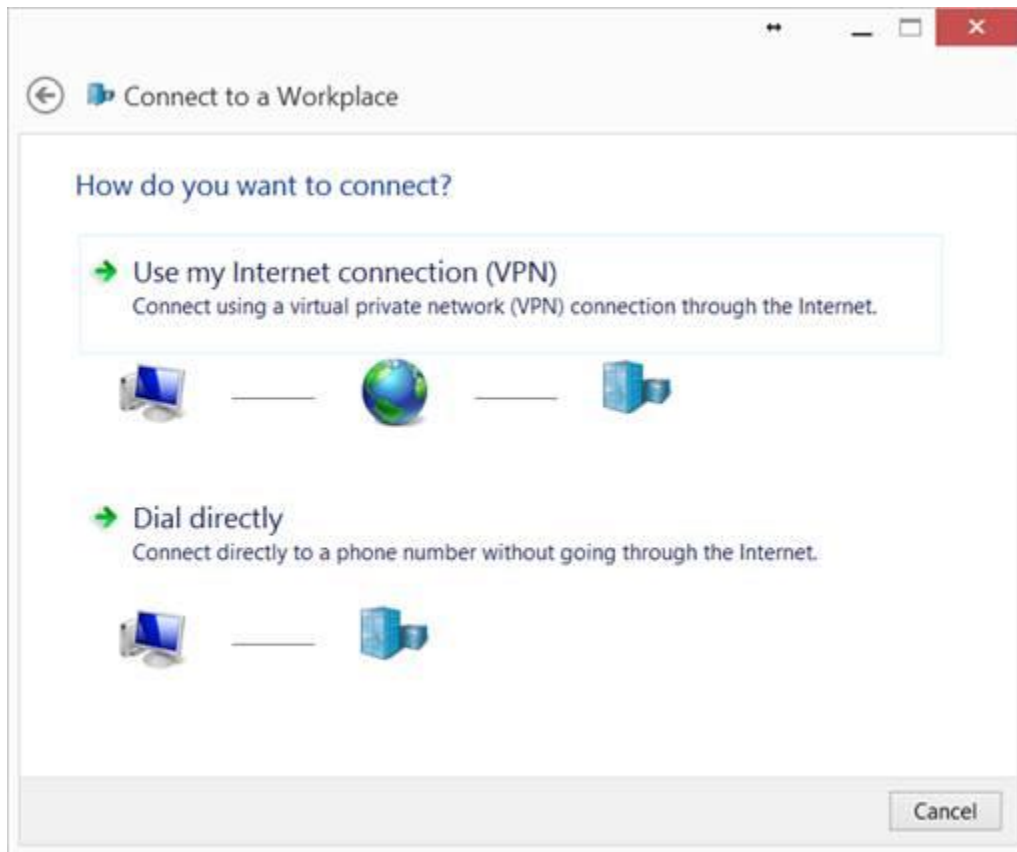 Connect to a Workplace
How do you want to connect?
Use my Internet connection (VPN)
Connect using a virtual private network (VPN) connection through the Internet.
Dial directly
Connect directly to a phone number without going through the Internet.
Cancel